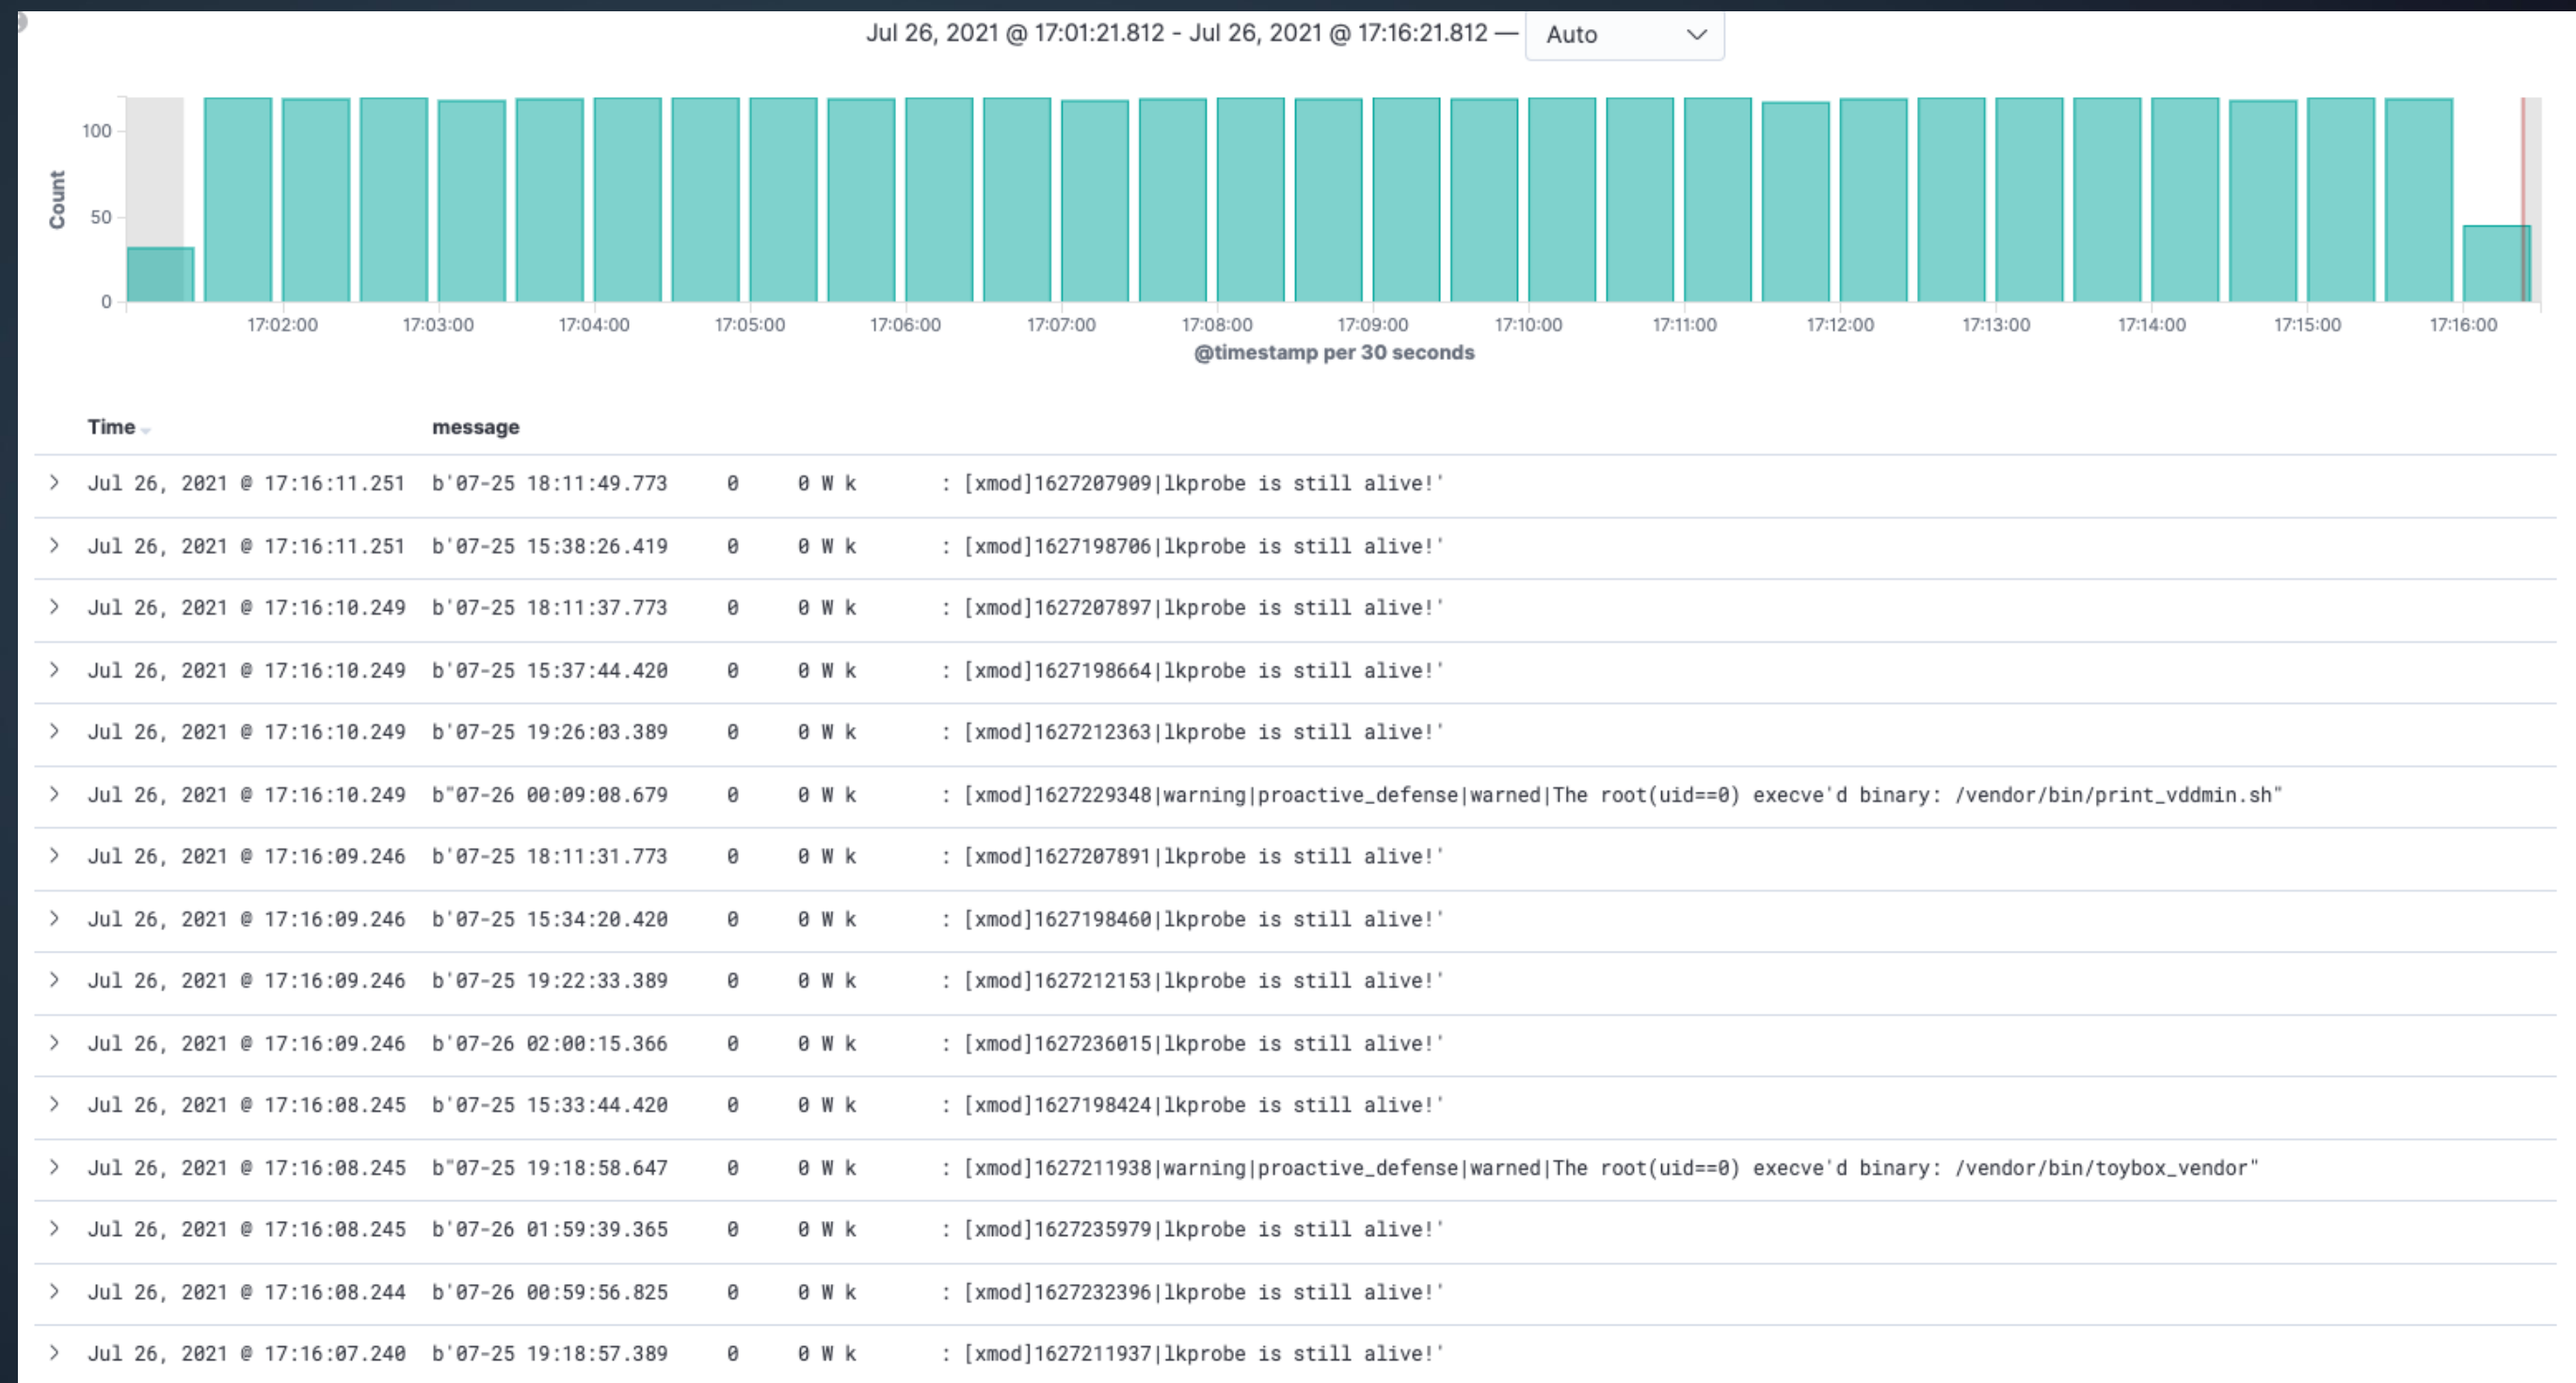 Jul 26, 2021 @ 17:01:21.812 - Jul 26, 2021 @ 17:16:21.812 — Auto
Count
100
50
0
17:02:00 17:03:00 17:04:00 17:05:00 17:06:00 17:07:00 17:08:00 17:09:00 17:10:00 17:11:00 17:12:00 17:13:00 17:14:00 17:15:00 17:16:00
@timestamp per 30 seconds
Time message
Jul 26, 2021 @ 17:16:11.251 b'07-25 18:11:49.773 0 0 W k : [xmod]1627207909|lkprobe is still alive!'
Jul 26, 2021 @ 17:16:11.251 b'07-25 15:38:26.419 0 0 W k : [xmod]1627198706|lkprobe is still alive!'
Jul 26, 2021 @ 17:16:10.249 b'07-25 18:11:37.773 0 0 W k : [xmod]1627207897|lkprobe is still alive!'
Jul 26, 2021 @ 17:16:10.249 b'07-25 15:37:44.420 0 0 W k : [xmod]1627198664|lkprobe is still alive!'
Jul 26, 2021 @ 17:16:10.249 b'07-25 19:26:03.389 0 0 W k : [xmod]1627212363|lkprobe is still alive!'
Jul 26, 2021 @ 17:16:10.249 b"07-26 00:09:08.679 0 0 W k : [xmod]1627229348|warning|proactive_defense|warned|The root(uid==0) execve'd binary: /vendor/bin/print_vddmin.sh"
Jul 26, 2021 @ 17:16:09.246 b'07-25 18:11:31.773 0 0 W k : [xmod]1627207891|lkprobe is still alive!'
Jul 26, 2021 @ 17:16:09.246 b'07-25 15:34:20.420 0 0 W k : [xmod]1627198460|lkprobe is still alive!'
Jul 26, 2021 @ 17:16:09.246 b'07-25 19:22:33.389 0 0 W k : [xmod]1627212153|lkprobe is still alive!'
Jul 26, 2021 @ 17:16:09.246 b'07-26 02:00:15.366 0 0 W k : [xmod]1627236015|lkprobe is still alive!'
Jul 26, 2021 @ 17:16:08.245 b'07-25 15:33:44.420 0 0 W k : [xmod]1627198424|lkprobe is still alive!'
Jul 26, 2021 @ 17:16:08.245 b"07-25 19:18:58.647 0 0 W k : [xmod]1627211938|warning|proactive_defense|warned|The root(uid==0) execve'd binary: /vendor/bin/toybox_vendor"
Jul 26, 2021 @ 17:16:08.245 b'07-26 01:59:39.365 0 0 W k : [xmod]1627235979|lkprobe is still alive!'
Jul 26, 2021 @ 17:16:08.244 b'07-26 00:59:56.825 0 0 W k : [xmod]1627232396|lkprobe is still alive!'
Jul 26, 2021 @ 17:16:07.240 b'07-25 19:18:57.389 0 0 W k : [xmod]1627211937|lkprobe is still alive!'